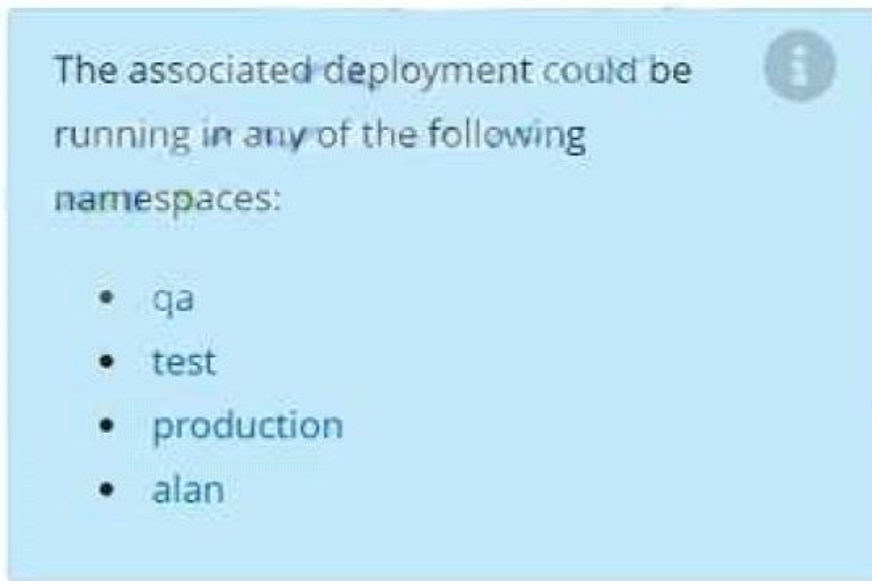 The associated deployment could be
running in any of the following
namespaces:
• qa
• test
• production
• alan